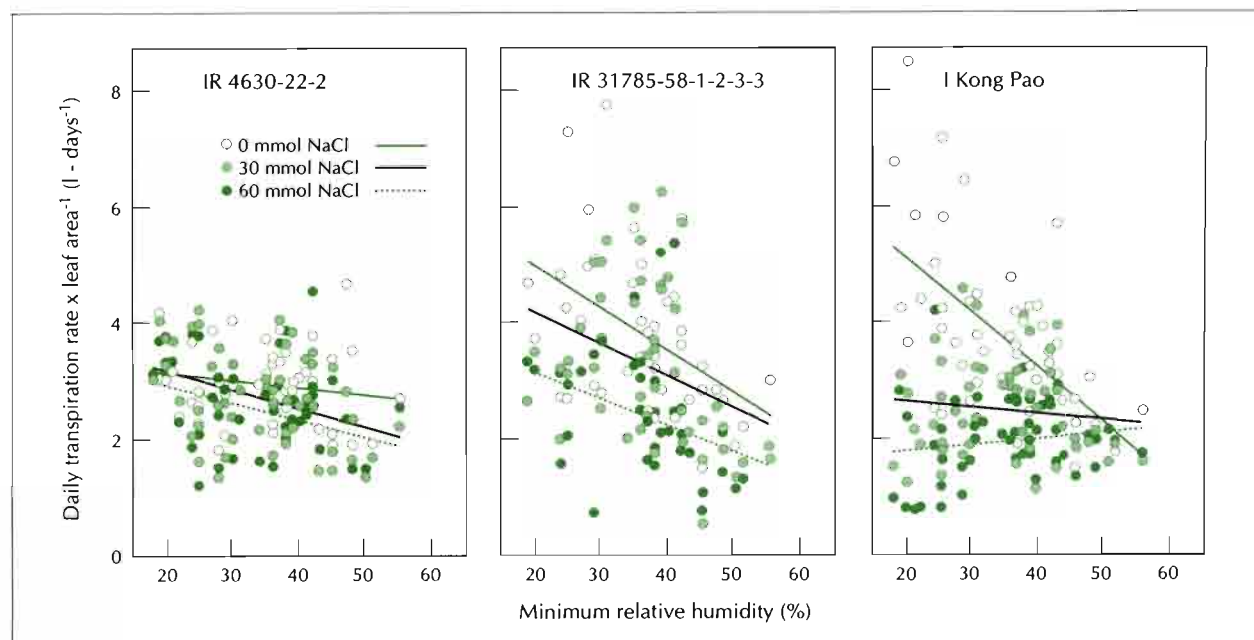 IR 4630-22-2
IR 31785-58-1-2-3-3
I Kong Pao
0 mmol NaCl
30 mmol NaCl
60 mmol NaCl
Daily transpiration rate x leaf area⁻¹ (l - days⁻¹)
8
6
4
2
0
20 30 40 50 60
20 30 40 50 60
20 30 40 50 60
Minimum relative humidity (%)